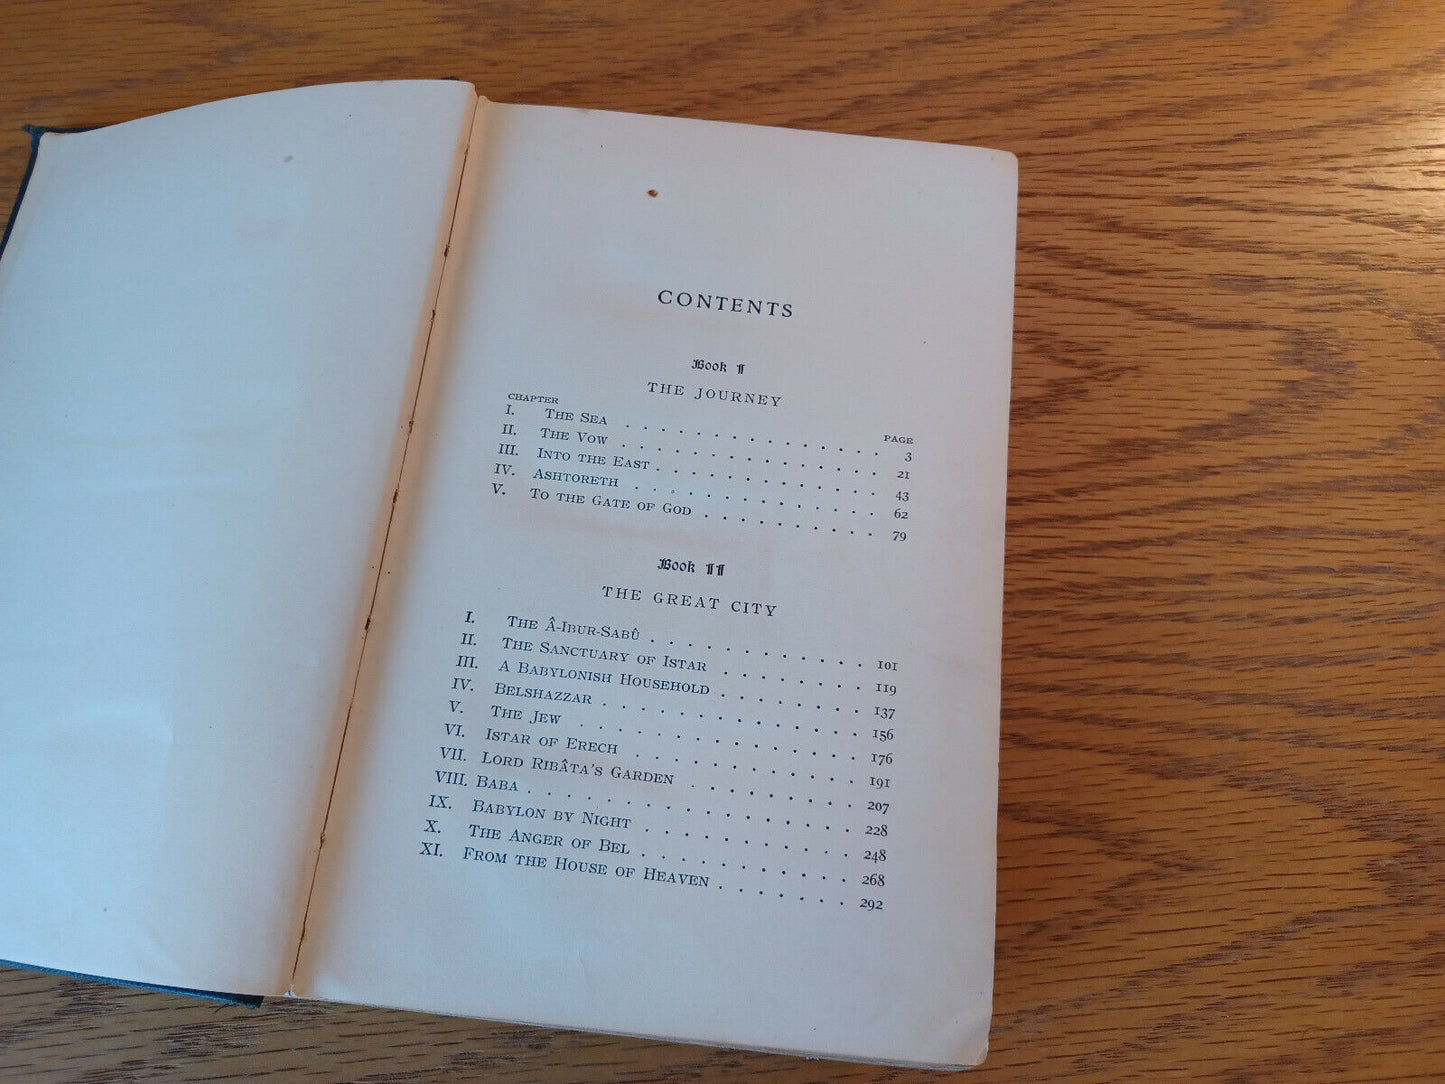 CONTENTS
Book I
THE JOURNEY
CHAPTER PAGE
I. THE SEA . . . . . . . . . . . . . . 3
II. THE VOW . . . . . . . . . . . . . . 21
III. INTO THE EAST . . . . . . . . . . . . 43
IV. ASHTORETH . . . . . . . . . . . . . 62
V. TO THE GATE OF GOD . . . . . . . . . . 79
Book II
THE GREAT CITY
I. THE Â-IBUR-SABÛ . . . . . . . . . . . 101
II. THE SANCTUARY OF ISTAR . . . . . . . . 119
III. A BABYLONISH HOUSEHOLD . . . . . . . . 137
IV. BELSHAZZAR . . . . . . . . . . . . . 156
V. THE JEW . . . . . . . . . . . . . . 176
VI. ISTAR OF ERECH . . . . . . . . . . . . 191
VII. LORD RIBÂTA'S GARDEN . . . . . . . . . 207
VIII. BABA . . . . . . . . . . . . . . . 228
IX. BABYLON BY NIGHT . . . . . . . . . . . 248
X. THE ANGER OF BEL . . . . . . . . . . . 268
XI. FROM THE HOUSE OF HEAVEN . . . . . . . 292